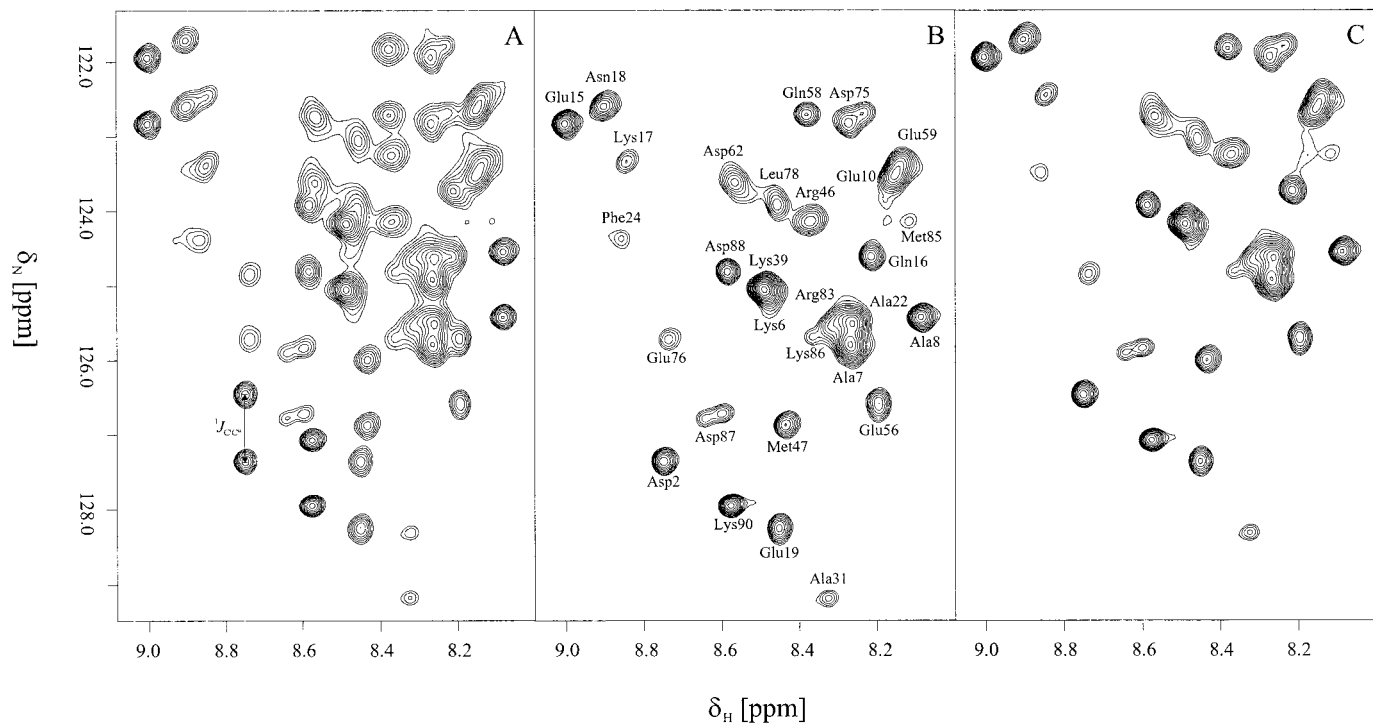 A
B
C
122.0
124.0
126.0
128.0
δN [ppm]
¹JCCα
Asn18
Glu15
Lys17
Gln58
Asp75
Glu59
Asp62
Leu78
Glu10
Arg46
Phe24
Met85
Asp88
Lys39
Gln16
Arg83
Ala22
Lys6
Ala8
Glu76
Lys86
Ala7
Asp87
Met47
Glu56
Asp2
Lys90
Glu19
Ala31
9.0 8.8 8.6 8.4 8.2
9.0 8.8 8.6 8.4 8.2
9.0 8.8 8.6 8.4 8.2
δH [ppm]